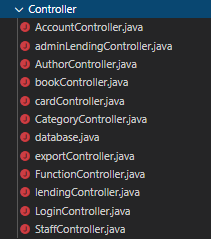 Controller
AccountController.java
adminLendingController.java
AuthorController.java
bookController.java
cardController.java
CategoryController.java
database.java
exportController.java
FunctionController.java
lendingController.java
LoginController.java
StaffController.java